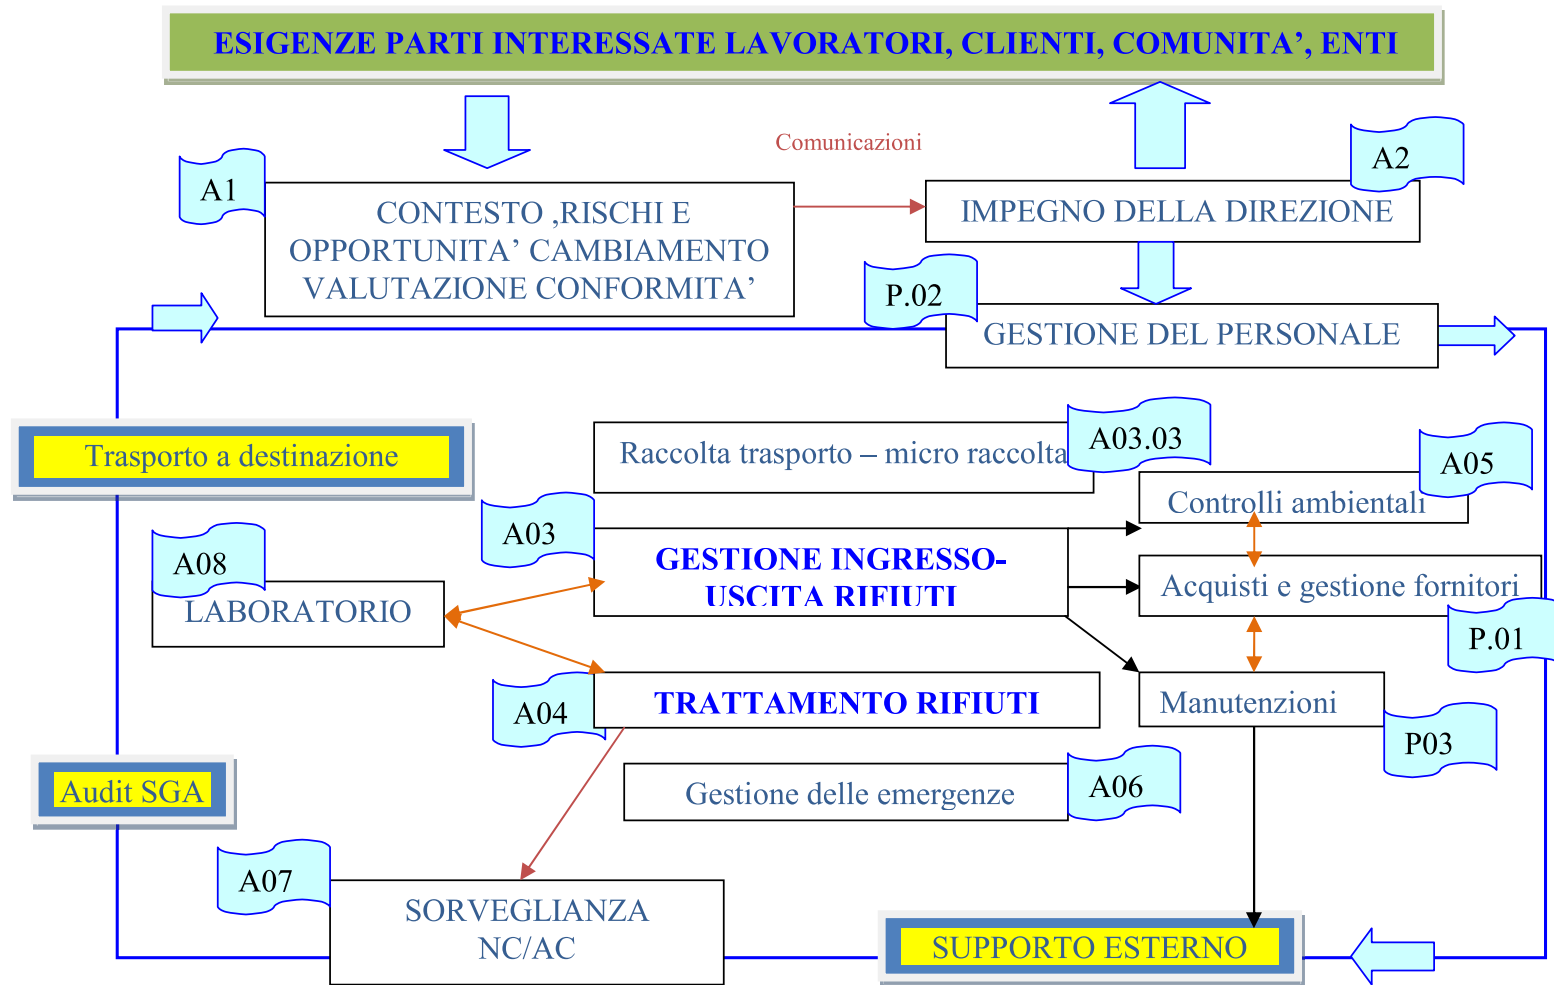 ESIGENZE PARTI INTERESSATE LAVORATORI, CLIENTI, COMUNITA’, ENTI
Comunicazioni
A1
A2
CONTESTO ,RISCHI E
OPPORTUNITA’ CAMBIAMENTO
VALUTAZIONE CONFORMITA’
IMPEGNO DELLA DIREZIONE
P.02
GESTIONE DEL PERSONALE
Trasporto a destinazione
Raccolta trasporto – micro raccolta
A03.03
A05
Controlli ambientali
A03
GESTIONE INGRESSO-
USCITA RIFIUTI
A08
LABORATORIO
Acquisti e gestione fornitori
P.01
A04
TRATTAMENTO RIFIUTI
Manutenzioni
P03
Audit SGA
Gestione delle emergenze
A06
A07
SORVEGLIANZA
NC/AC
SUPPORTO ESTERNO